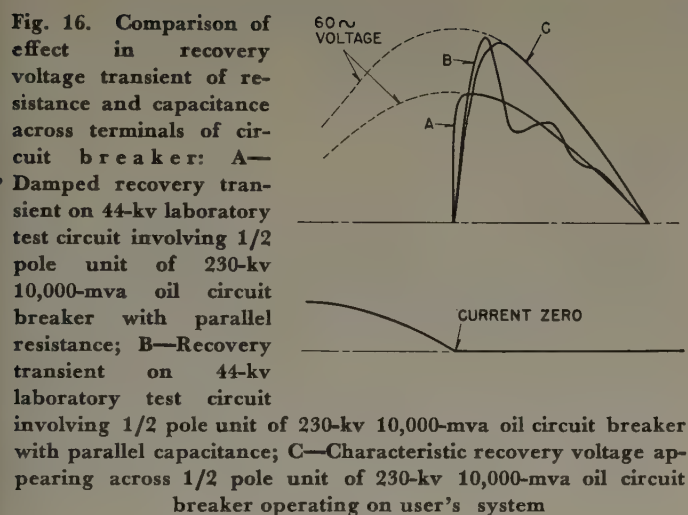 Fig. 16. Comparison of
effect in recovery
voltage transient of re-
sistance and capacitance
across terminals of cir-
cuit breaker: A—
Damped recovery tran-
sient on 44-kv laboratory
test circuit involving 1/2
pole unit of 230-kv
10,000-mva oil circuit
breaker with parallel
resistance; B—Recovery
transient on 44-kv
laboratory test circuit
involving 1/2 pole unit of 230-kv 10,000-mva oil circuit breaker
with parallel capacitance; C—Characteristic recovery voltage ap-
pearing across 1/2 pole unit of 230-kv 10,000-mva oil circuit
breaker operating on user's system
60~
VOLTAGE
B
C
A
CURRENT ZERO